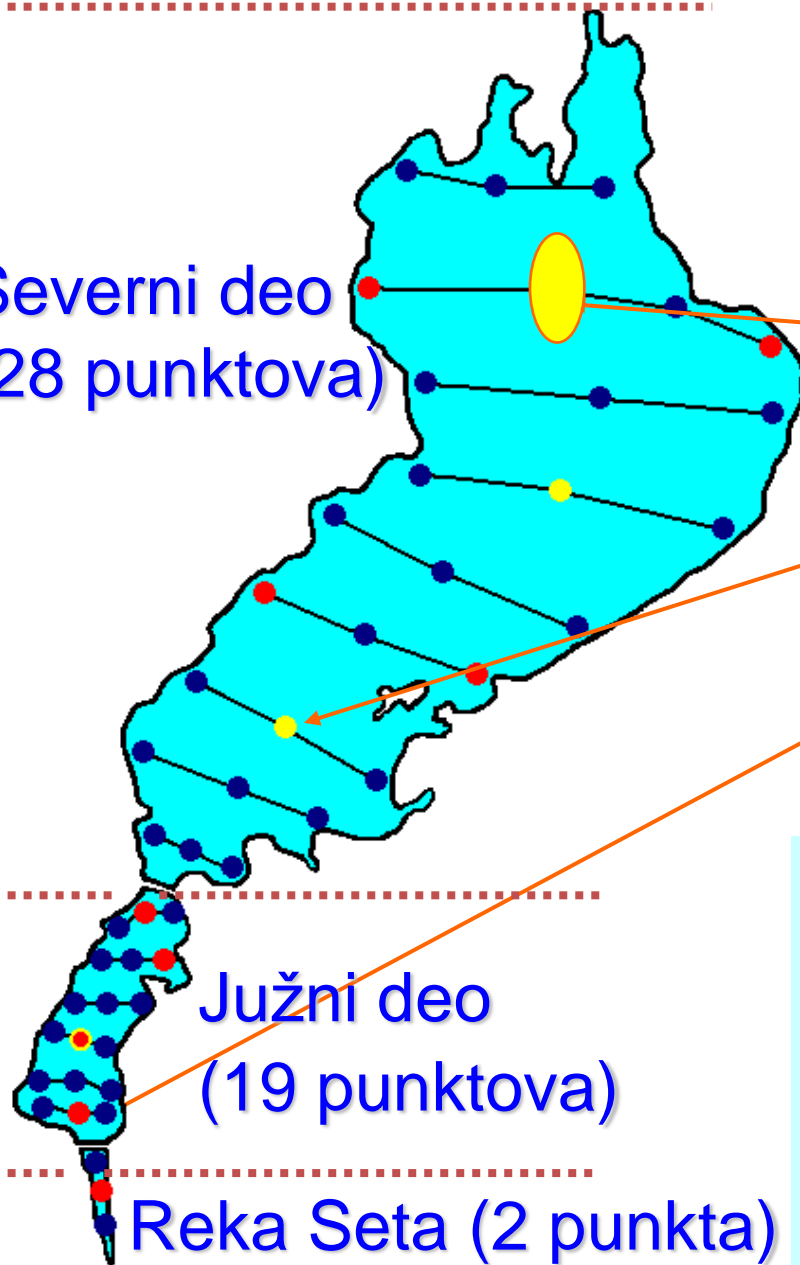 Severni deo
28 punktova)
Južni deo
(19 punktova)
Reka Seta (2 punkta)